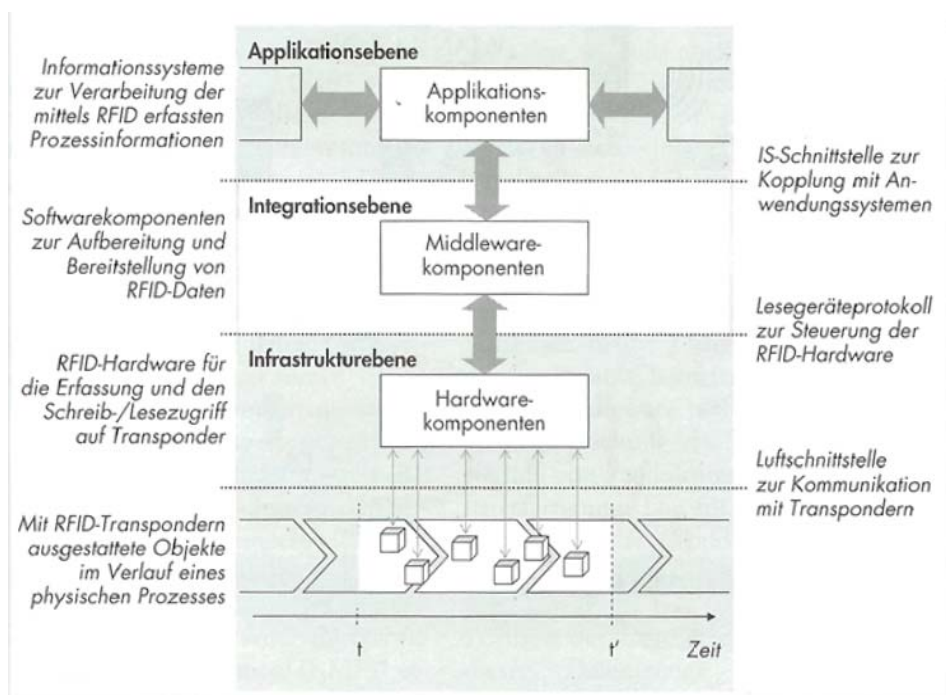 Applikationsebene
Informationssysteme
zur Verarbeitung der
mittels RFID erfassten
Prozessinformationen
Applikations-
komponenten
IS-Schnittstelle zur
Kopplung mit An-
wendungssystemen
Integrationsebene
Softwarekomponenten
zur Aufbereitung und
Bereitstellung von
RFID-Daten
Middleware-
komponenten
Lesegeräteprotokoll
zur Steuerung der
RFID-Hardware
Infrastrukturebene
RFID-Hardware für
die Erfassung und den
Schreib-/Lesezugriff
auf Transponder
Hardware-
komponenten
Luftschnittstelle
zur Kommunikation
mit Transpondern
Mit RFID-Transpondern
ausgestattete Objekte
im Verlauf eines
physischen Prozesses
t
t'
Zeit